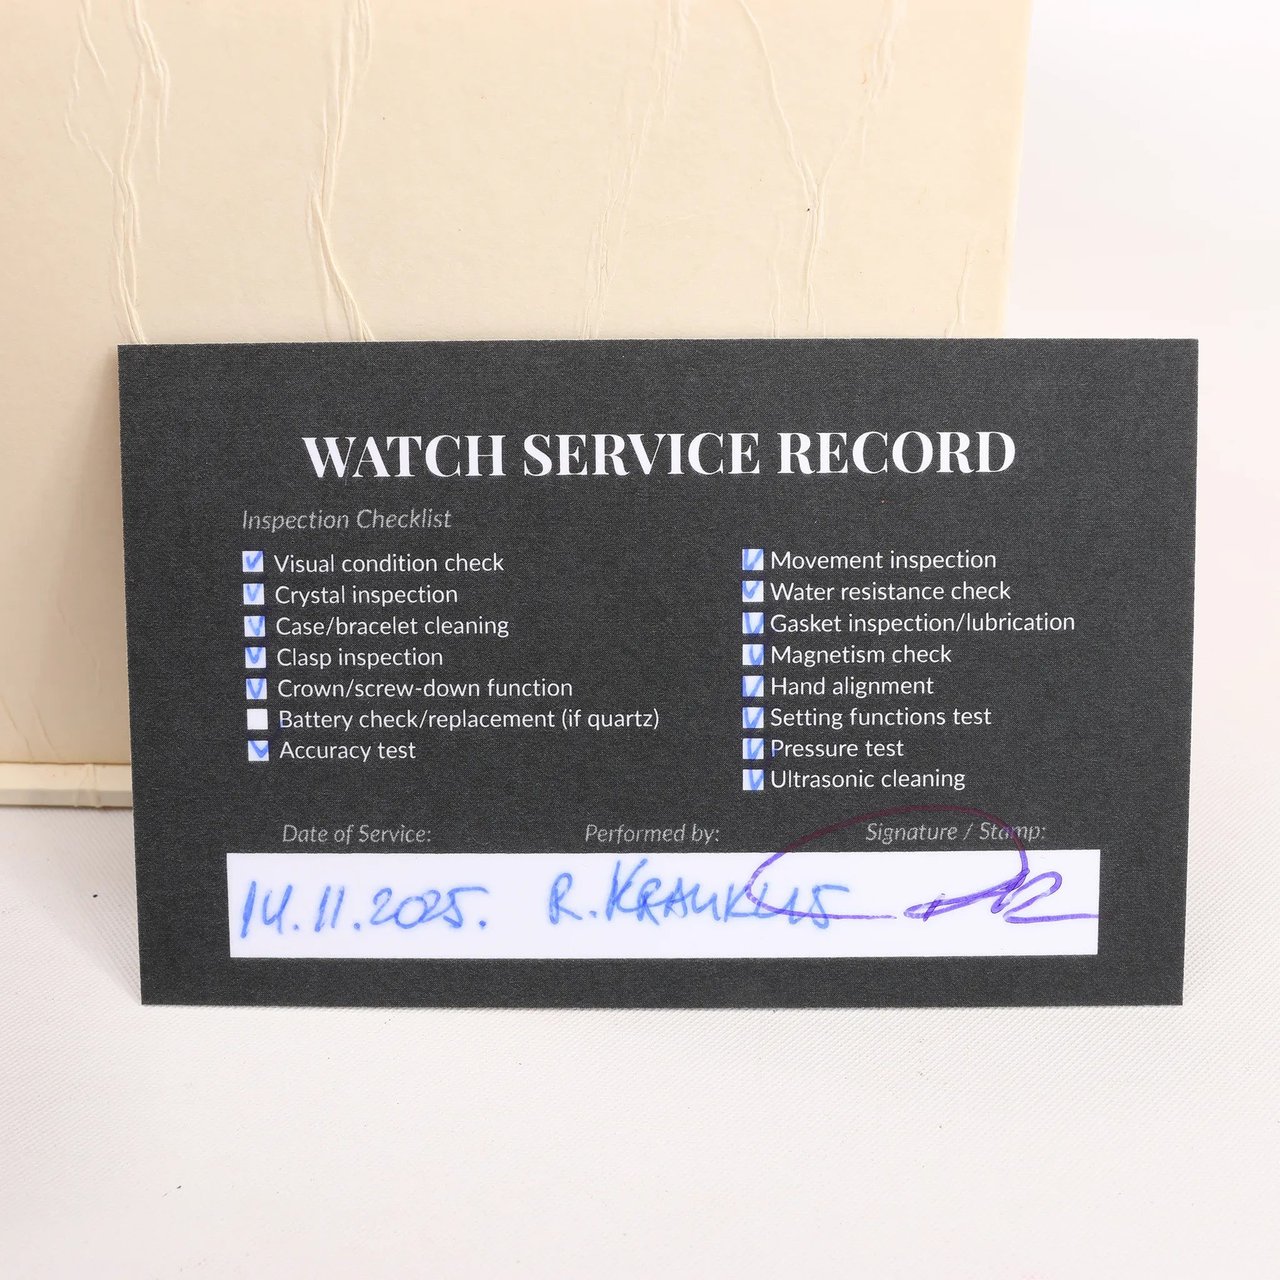 WATCH SERVICE RECORD
Inspection Checklist
Visual condition check
Crystal inspection
Case/bracelet cleaning
Clasp inspection
Crown/screw-down function
Battery check/replacement (if quartz)
Accuracy test
Movement inspection
Water resistance check
Gasket inspection/lubrication
Magnetism check
Hand alignment
Setting functions test
Pressure test
Ultrasonic cleaning
Date of Service: Performed by: Signature / Stamp:
14.11.2025. R. KRAUKLIS